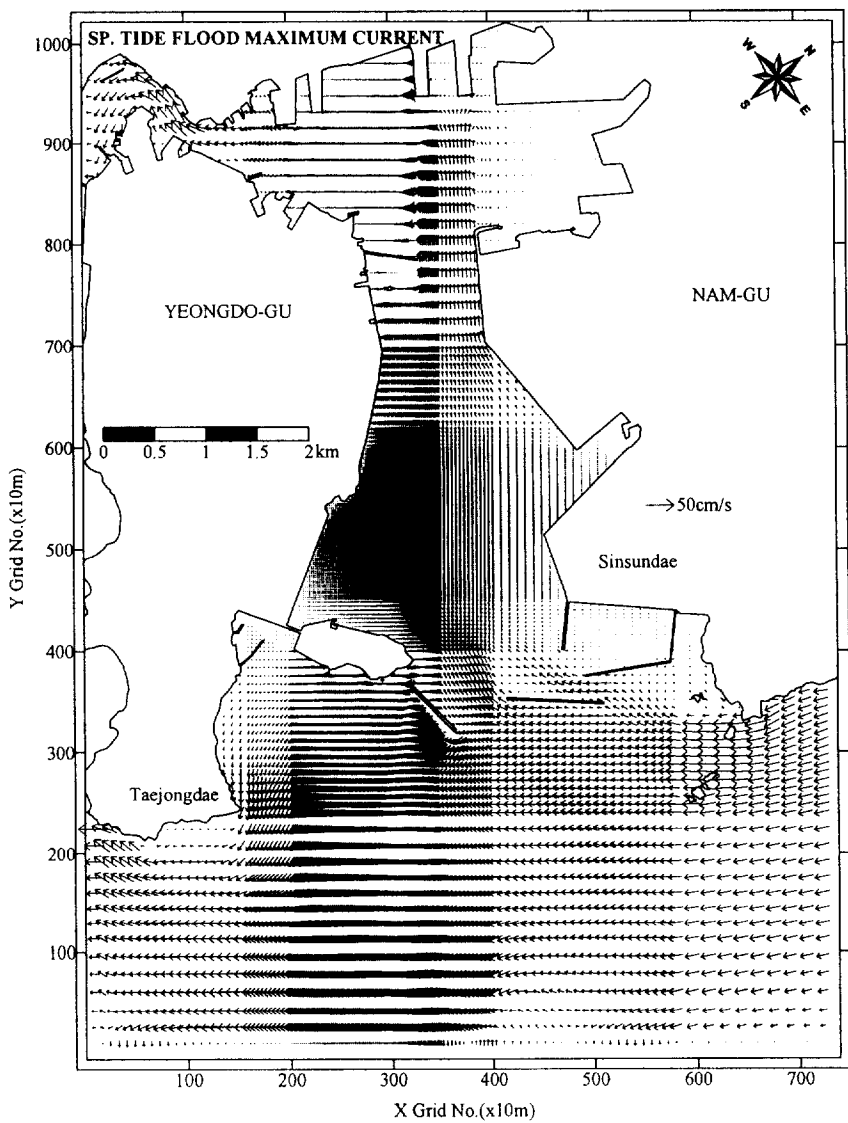 SP. TIDE FLOOD MAXIMUM CURRENT
W
N
S
E
1000
900
800
700
600
500
400
300
200
100
YEONGDO-GU
NAM-GU
0 0.5 1 1.5 2km
50cm/s
Sinsundae
Taejongdae
Y Grid No.(x10m)
100 200 300 400 500 600 700
X Grid No.(x10m)